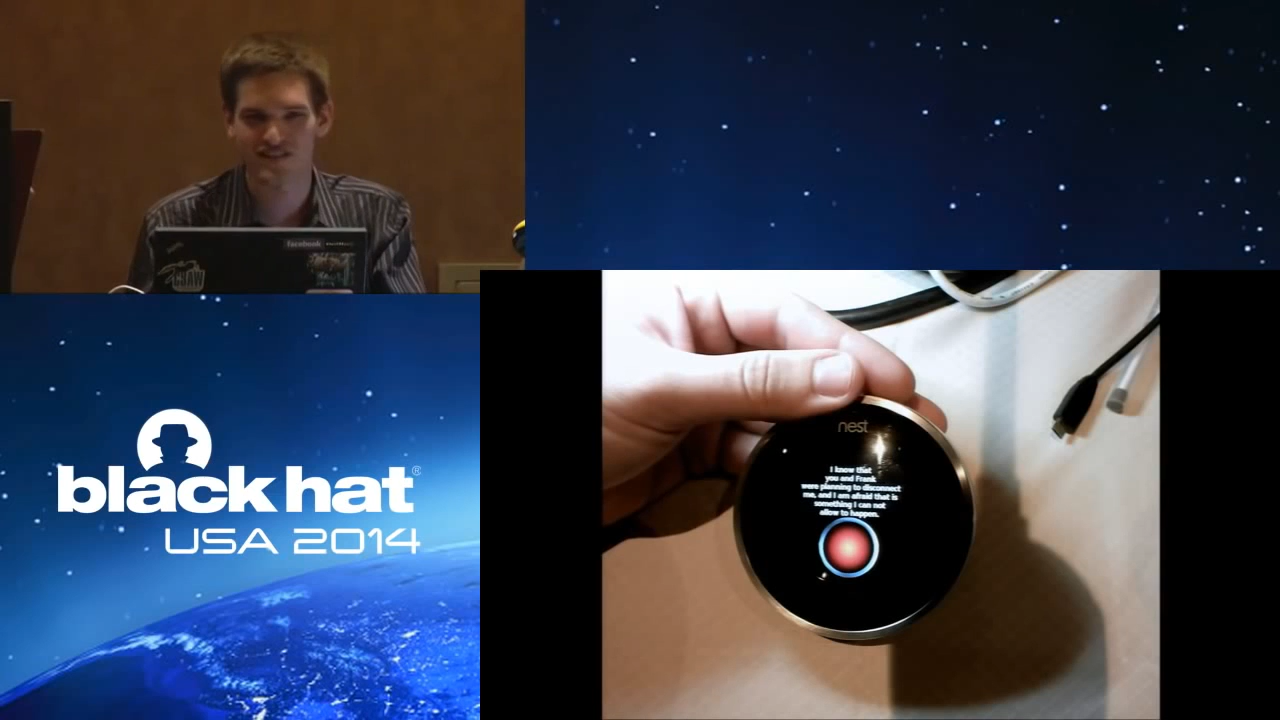 facebook
CSAW
black hat®
USA 2014
nest
I know that
you and Frank
were planning to disconnect
me, and I am afraid that is
something I can not
allow to happen.